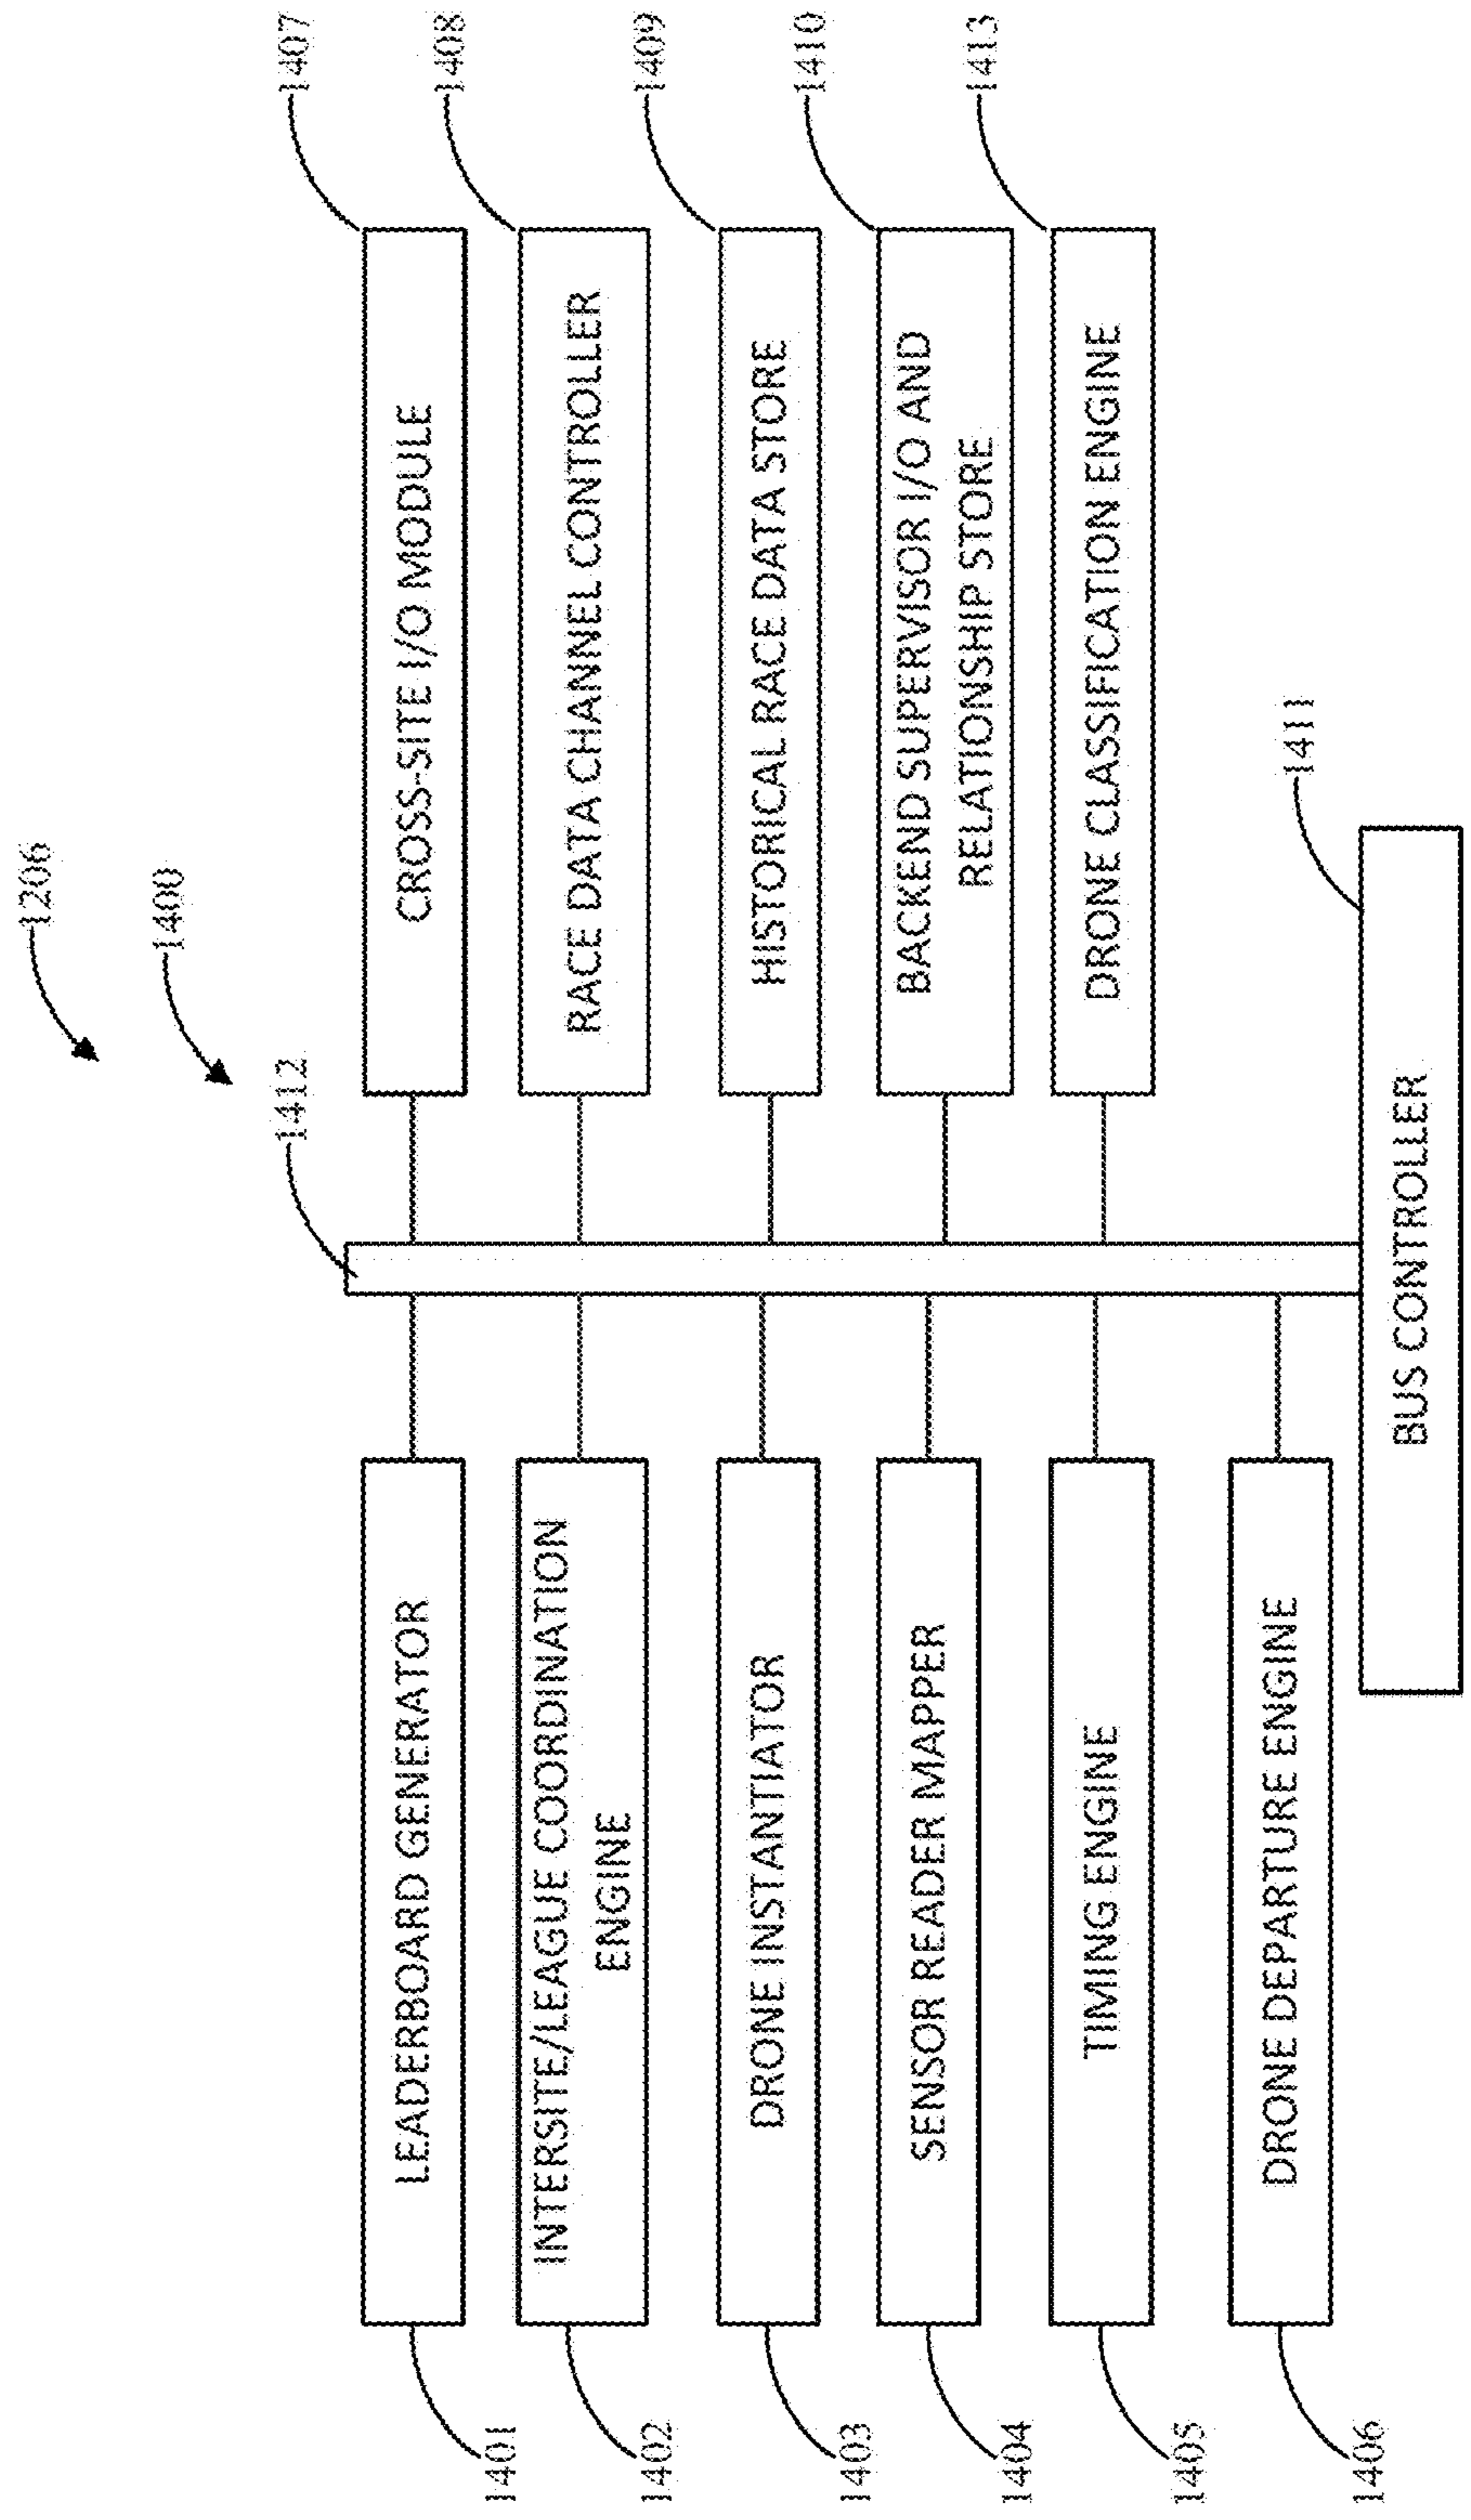 1206
1400
1412
1401
LEADERBOARD GENERATOR
CROSS-SITE I/O MODULE
1407
1402
INTERSITE/LEAGUE COORDINATION
ENGINE
RACE DATA CHANNEL CONTROLLER
1408
1403
DRONE INSTANTIATOR
HISTORICAL RACE DATA STORE
1409
1404
SENSOR READER MAPPER
BACKEND SUPERVISOR I/O AND
RELATIONSHIP STORE
1410
1405
TIMING ENGINE
DRONE CLASSIFICATION ENGINE
1413
1406
DRONE DEPARTURE ENGINE
BUS CONTROLLER
1411